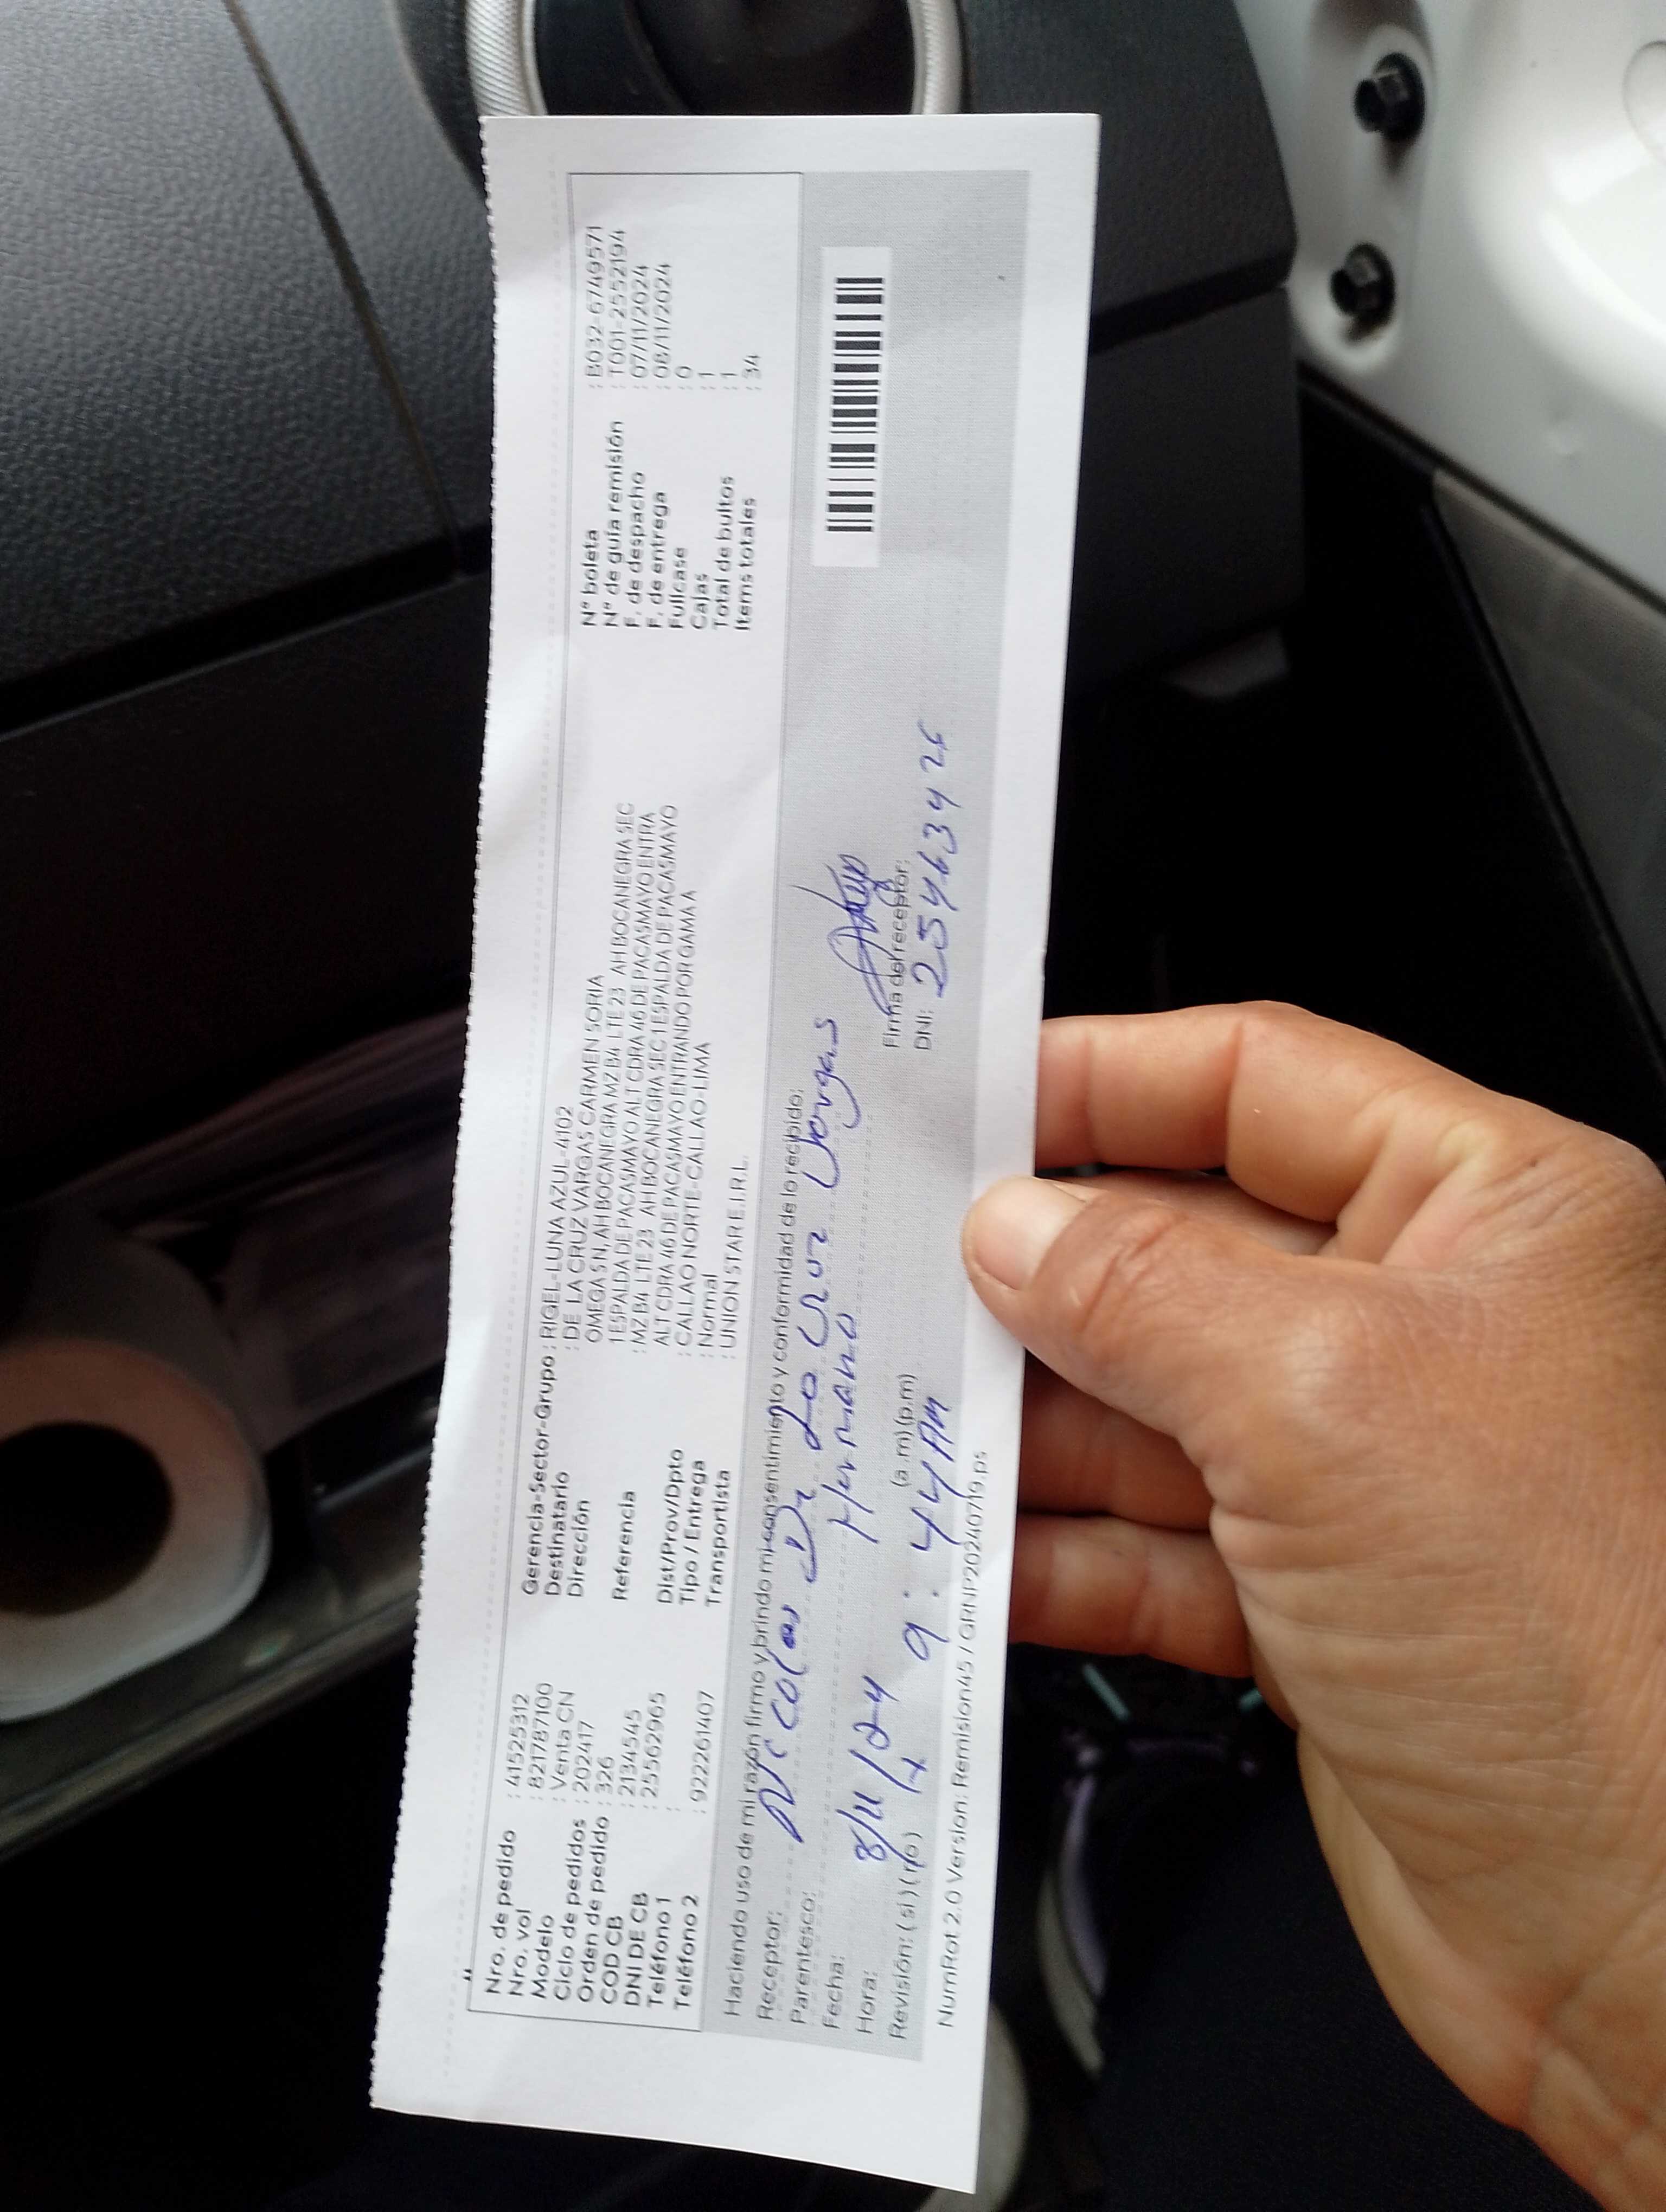 Nro. de pedido : 41525312
Nro. vol : 821787100
Modelo : Venta CN
Ciclo de pedidos : 202417
Orden de pedido : 326
COD CB : 2134545
DNI DE CB : 25562965
Teléfono 1 :
Teléfono 2 : 922261407
Gerencia-Sector-Grupo : RIGEL-LUNA AZUL-4102
Destinatario : DE LA CRUZ VARGAS CARMEN SORIA
Dirección OMEGA SN, AH BOCANEGRA MZ B4 LTE 23 AH BOCANEGRA SEC
1 ESPALDA DE PACASMAYO ALT CDRA 46 DE PACASMAYO ENTRA
Referencia : MZ B4 LTE 23 AH BOCANEGRA SEC 1 ESPALDA DE PACASMAYO
ALT CDRA 46 DE PACASMAYO ENTRANDO POR GAMA A
Dist/Prov/Dpto : CALLAO NORTE-CALLAO-LIMA
Tipo / Entrega : Normal
Transportista : UNION STAR E.I.R.L.
N° boleta : B032-6749571
N° de guía remisión : T001-2552194
F. de despacho : 07/11/2024
F. de entrega : 08/11/2024
Fullcase : 0
Cajas : 1
Total de bultos : 1
Items totales : 34
Haciendo uso de mi razón firmo y brindo mi consentimiento y conformidad de lo recibido:
Receptor: Nicolas De La Cruz Vargas
Parentesco: Hermano
Fecha: 8/11/24
Hora: 9:44 AM (a.m) (p.m)
Revisión: (si) (no)
Firma del receptor:
DNI: 25463426
NumRot 2.0 Version: Remision45 / GRNP20240719.ps